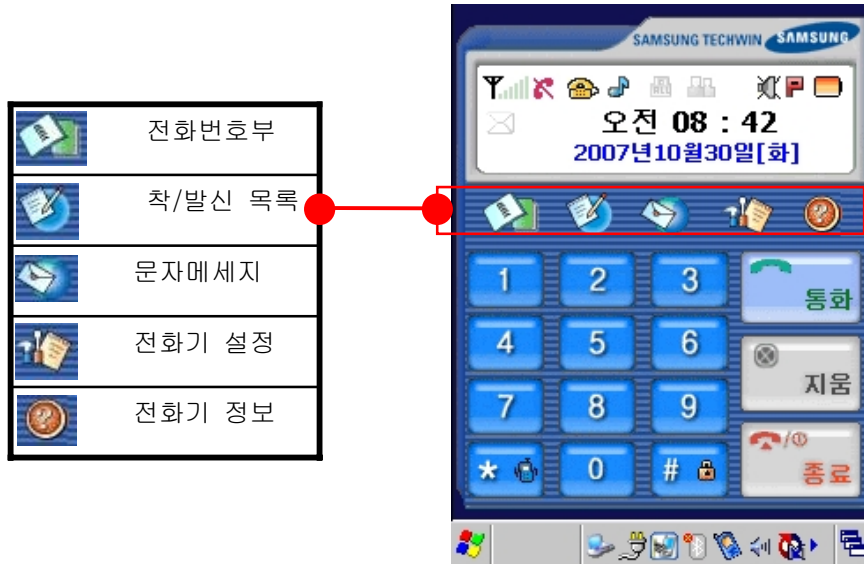 전화번호부
착/발신 목록
문자메세지
전화기 설정
전화기 정보
SAMSUNG TECHWIN SAMSUNG
오전 08 : 42
2007년10월30일[화]
1 2 3 통화
4 5 6 지움
7 8 9
* 0 # 종료